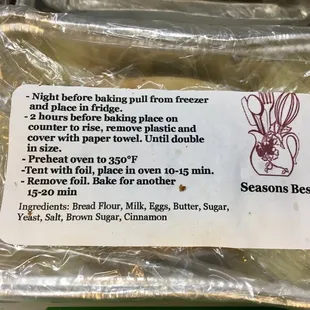 - Night before baking pull from freezer
and place in fridge.
- 2 hours before baking place on
counter to rise, remove plastic and
cover with paper towel. Until double
in size.
- Preheat oven to 350°F
-Tent with foil, place in oven 10-15 min.
- Remove foil. Bake for another
15-20 min
Seasons Bes
Ingredients: Bread Flour, Milk, Eggs, Butter, Sugar,
Yeast, Salt, Brown Sugar, Cinnamon